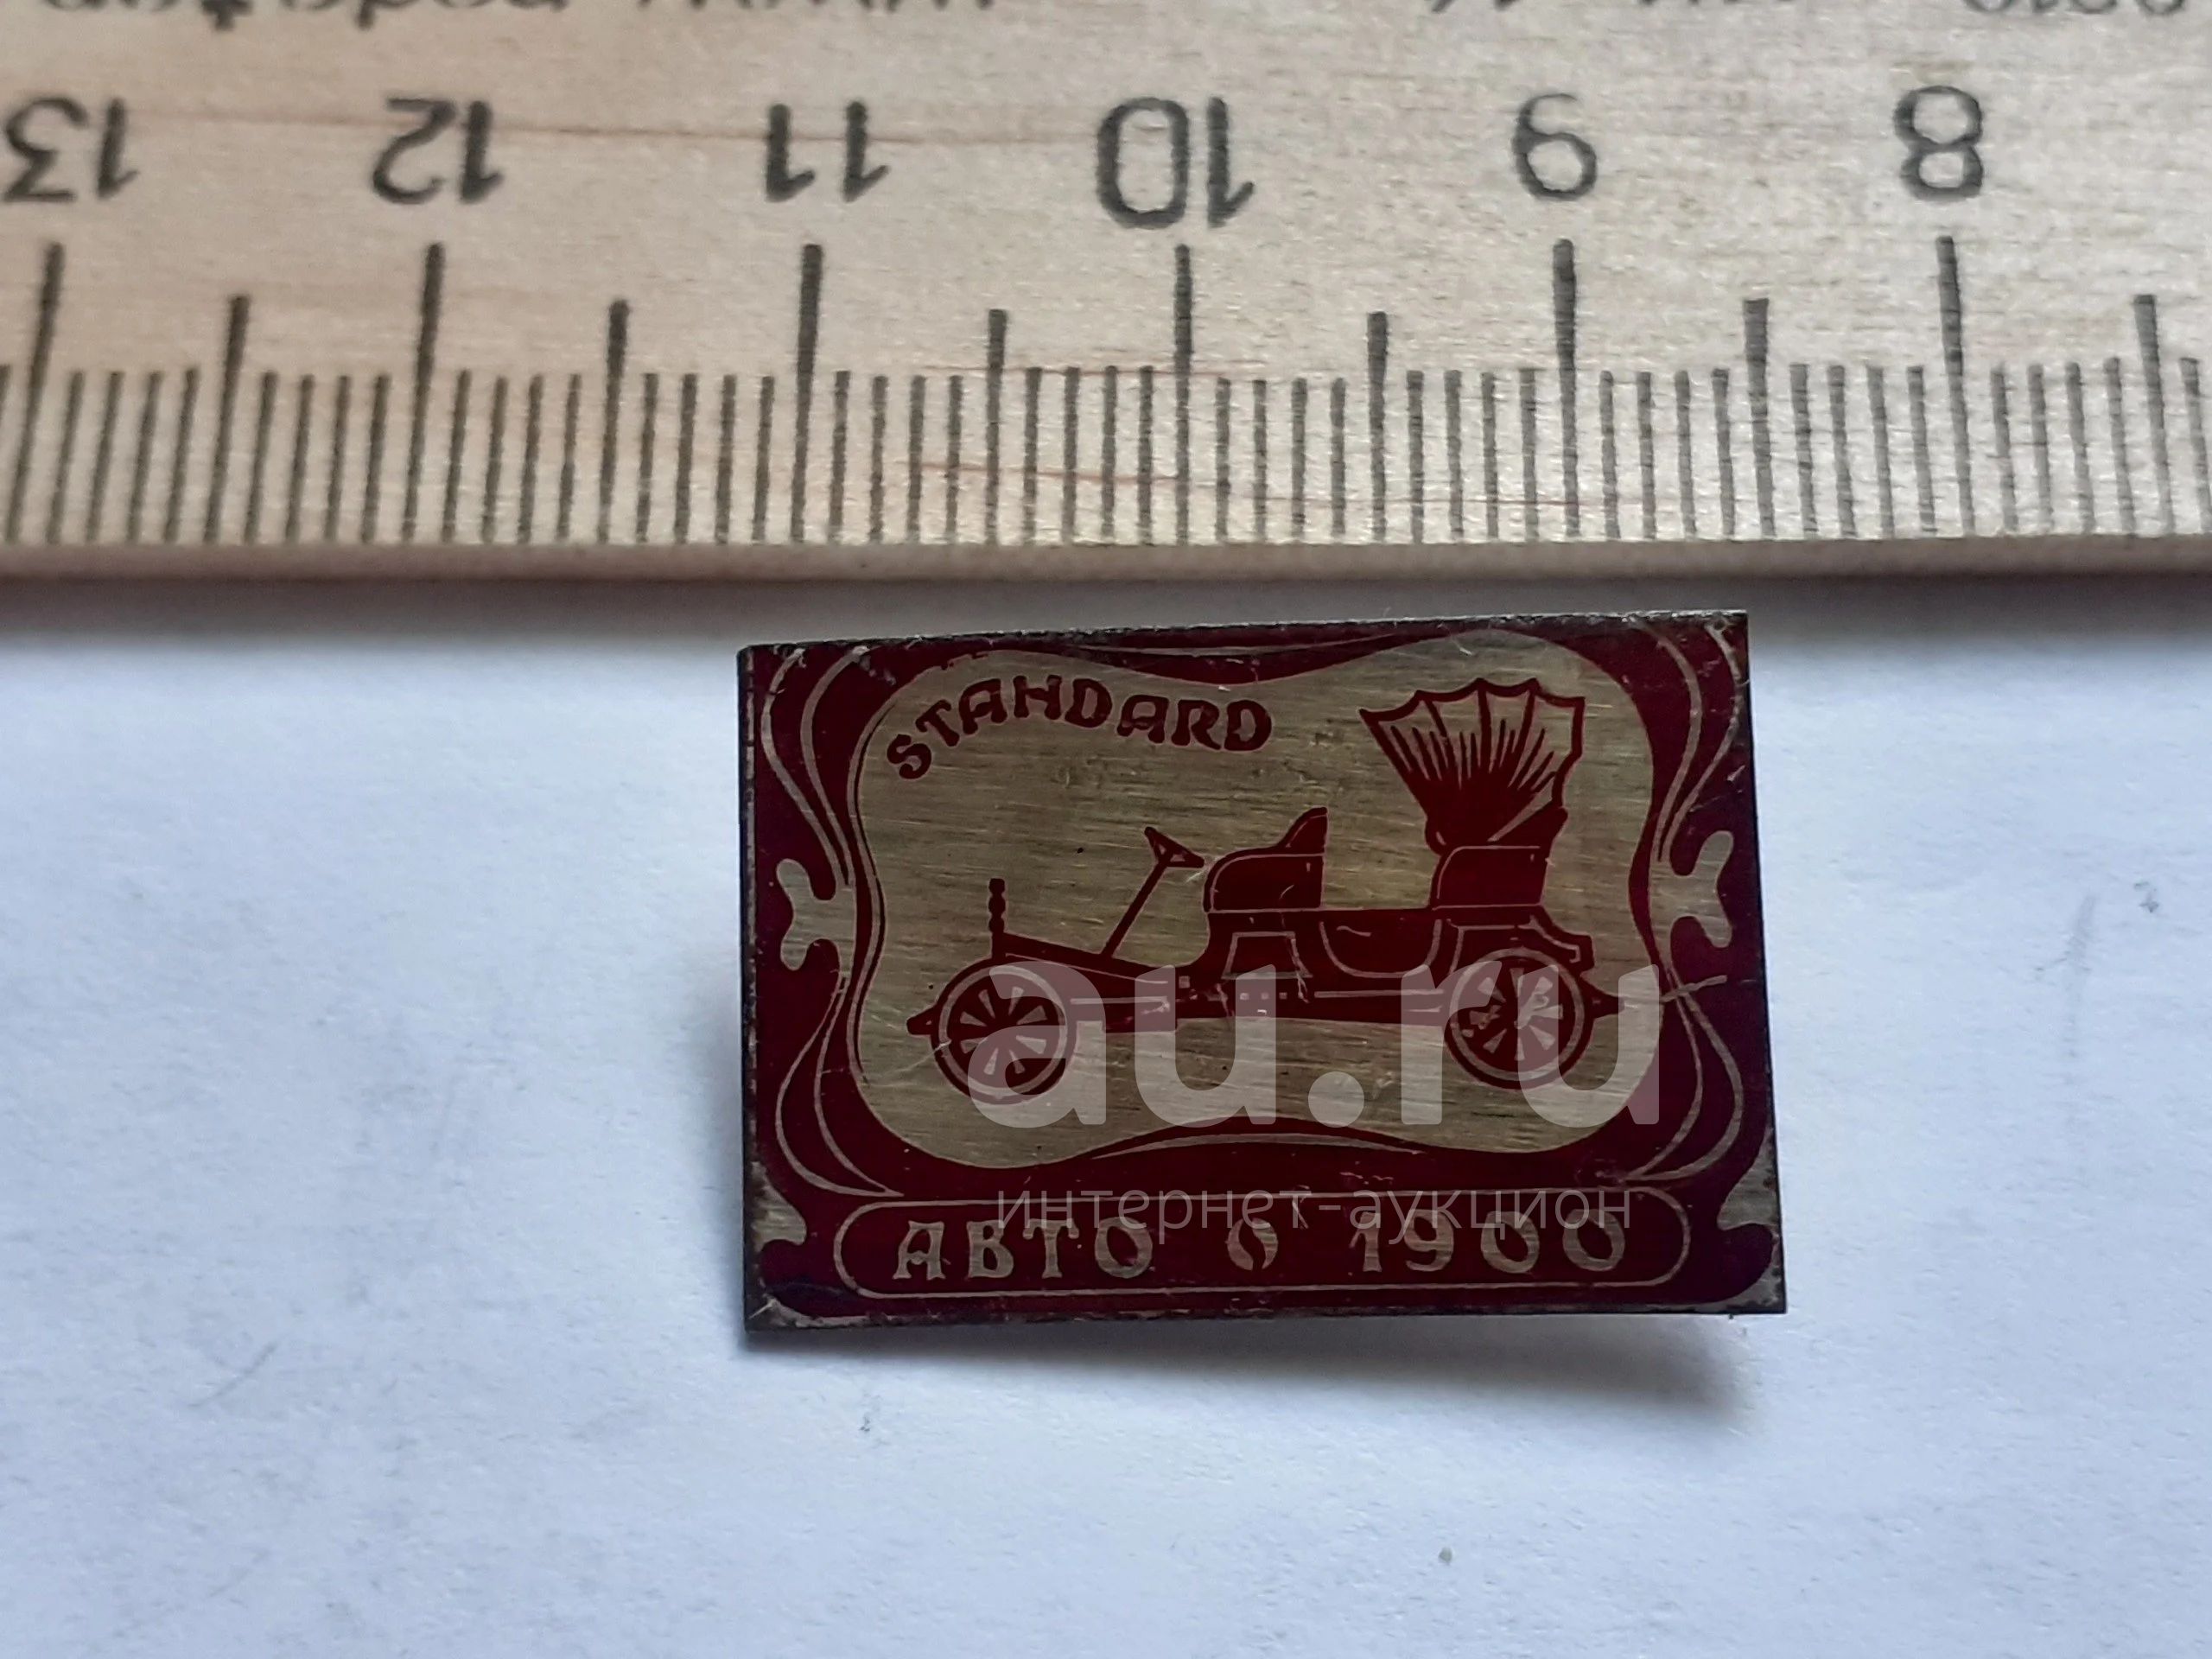 13 12 11 10 9 8
STANDARD
au.ru
интернет-аукцион
АВТО 1900